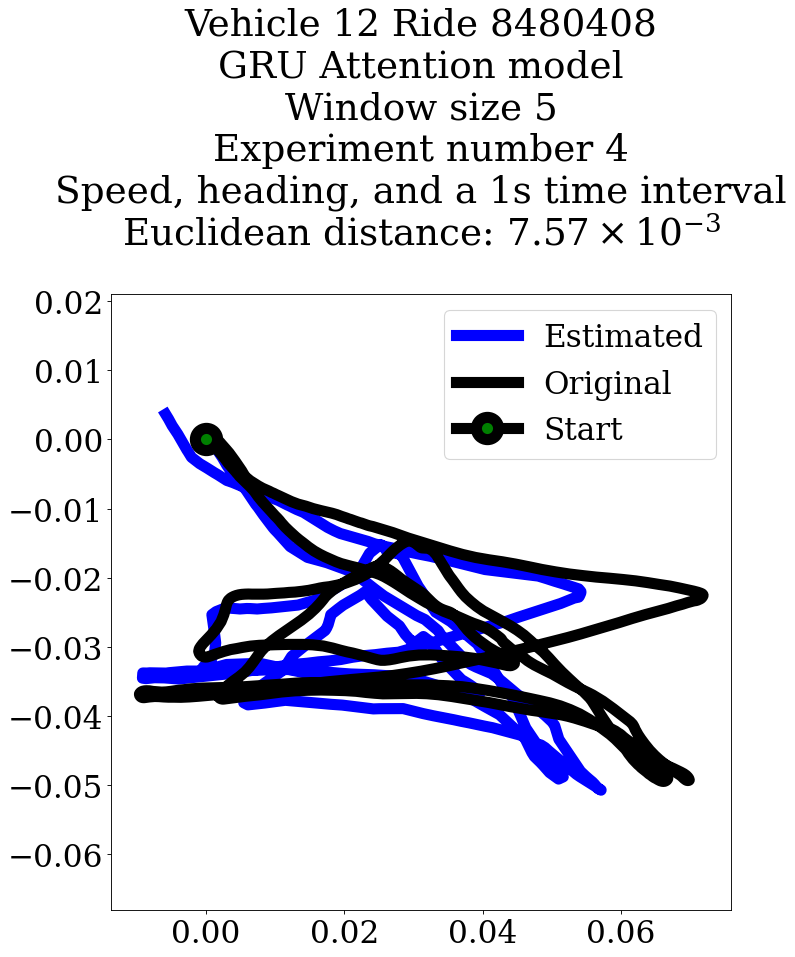 Vehicle 12 Ride 8480408
GRU Attention model
Window size 5
Experiment number 4
Speed, heading, and a 1s time interval
Euclidean distance: 7.57 × 10⁻³
Estimated
Original
Start
0.02
0.01
0.00
−0.01
−0.02
−0.03
−0.04
−0.05
−0.06
0.00 0.02 0.04 0.06